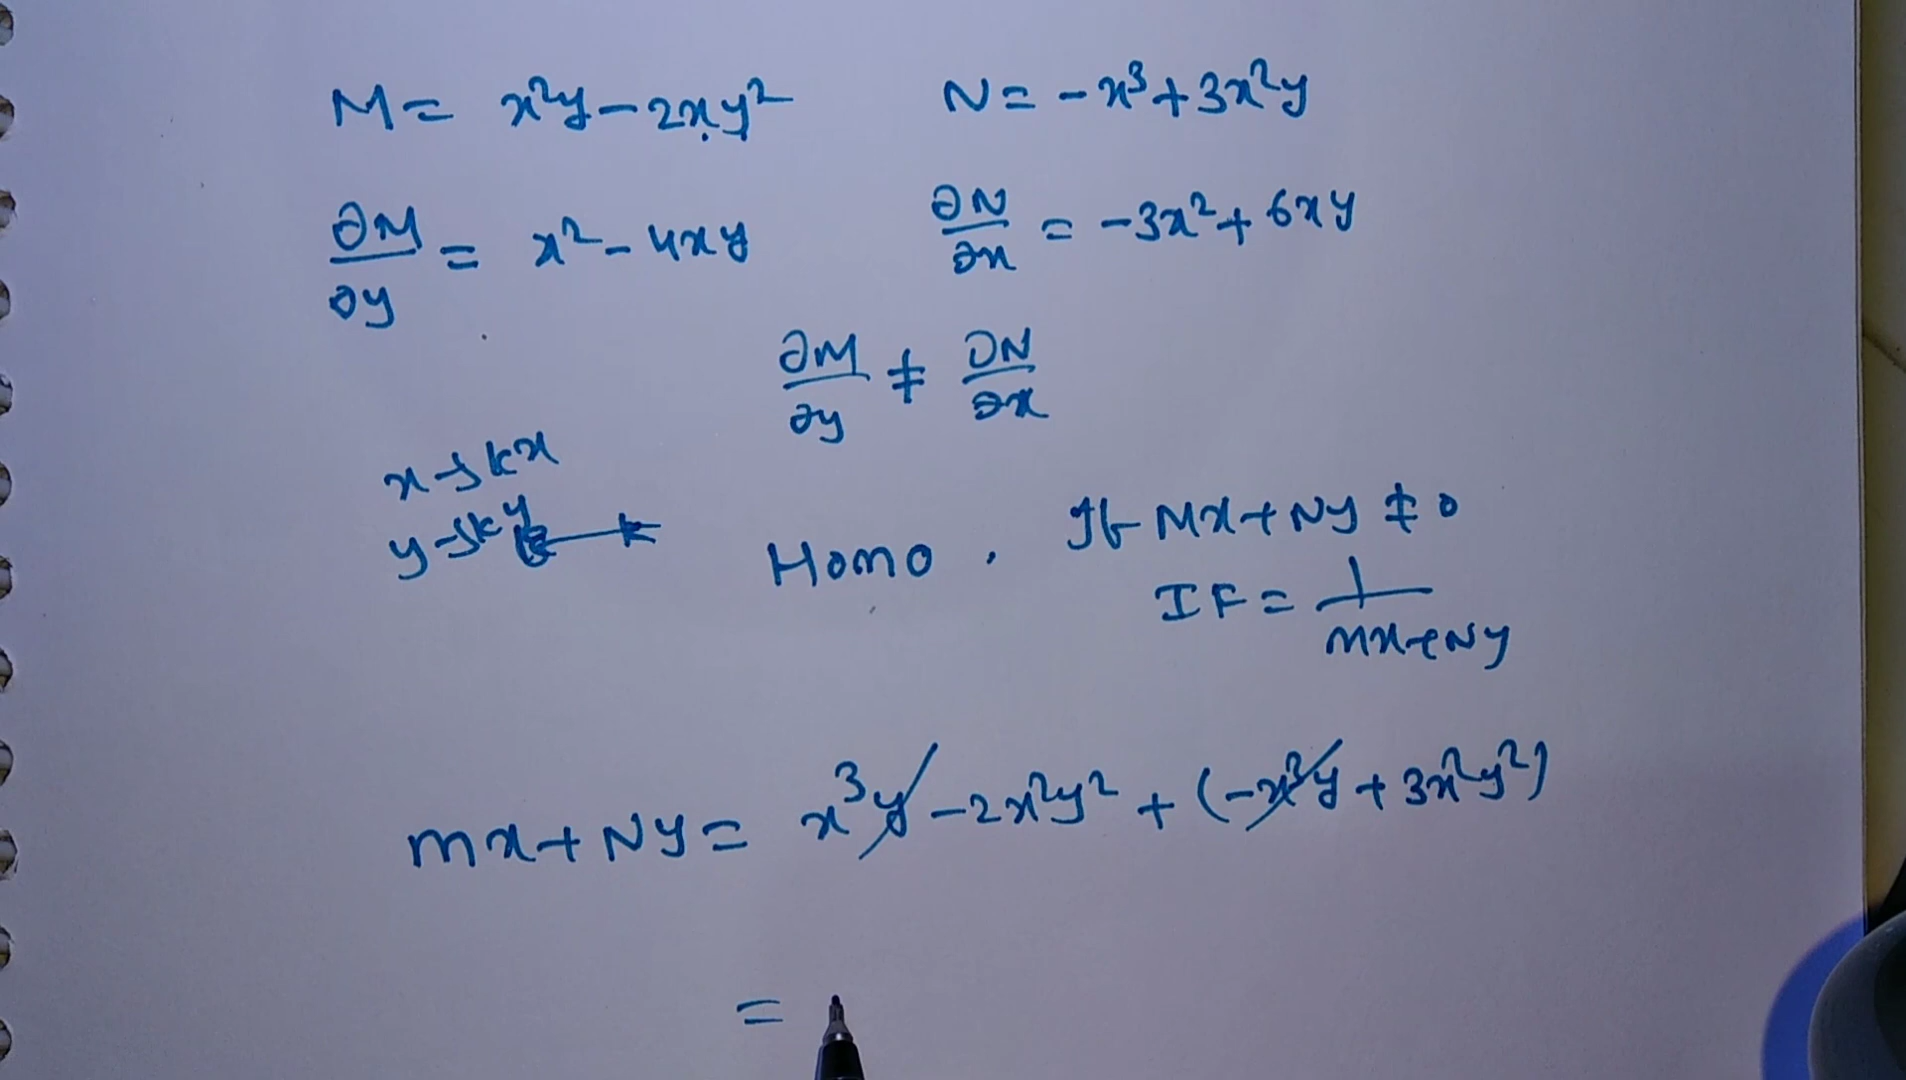 M = x²y - 2xy² N = -x³ + 3x²y
∂M/∂y = x² - 4xy ∂N/∂x = -3x² + 6xy
∂M/∂y ≠ ∂N/∂x
x → kx
y → ky
Homo . If Mx + Ny ≠ 0
IF = 1/(Mx + Ny)
Mx + Ny = x³y - 2x²y² + (-x³y + 3x²y²)
=